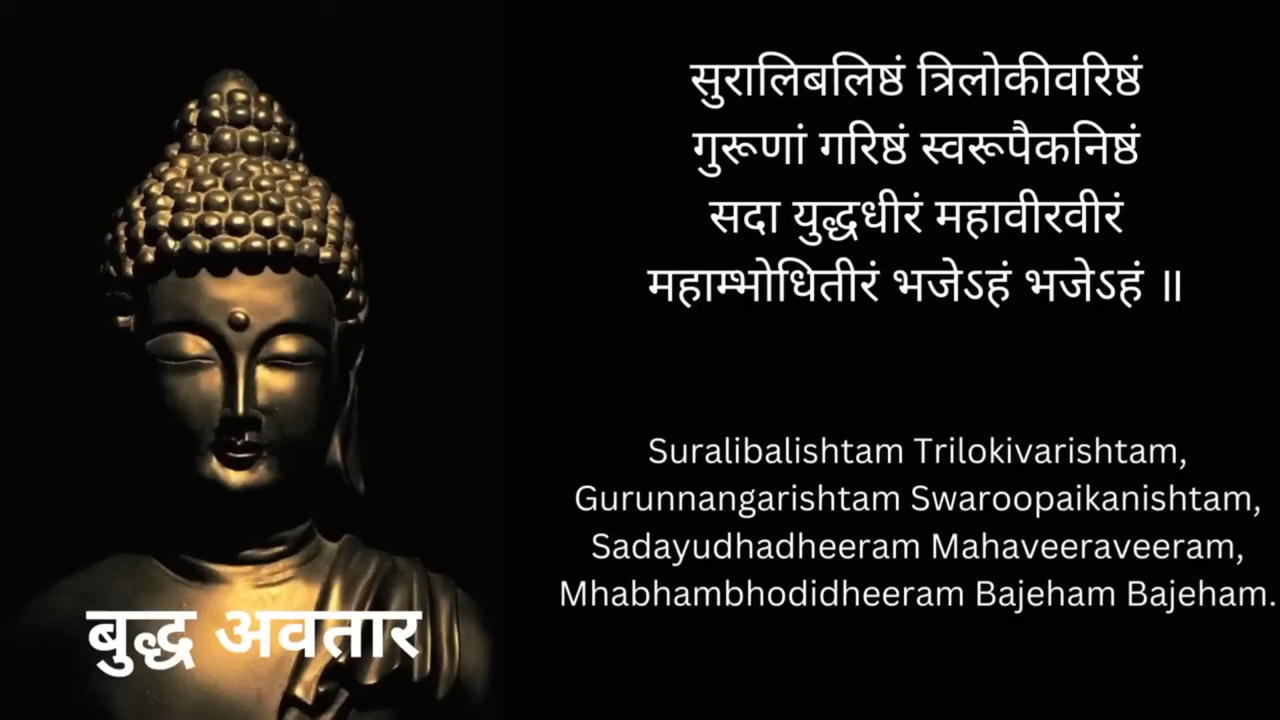 सुरालिबलिष्ठं त्रिलोकीवरिष्ठं
गुरूणां गरिष्ठं स्वरूपैकनिष्ठं
सदा युद्धधीरं महावीरवीरं
महाम्भोधितीरं भजेऽहं भजेऽहं ॥
Suralibalishtam Trilokivarishtam,
Gurunnangarishtam Swaroopaikanishtam,
Sadayudhadheeram Mahaveeraveeram,
Mhabhambhodidheeram Bajeham Bajeham.
बुद्ध अवतार